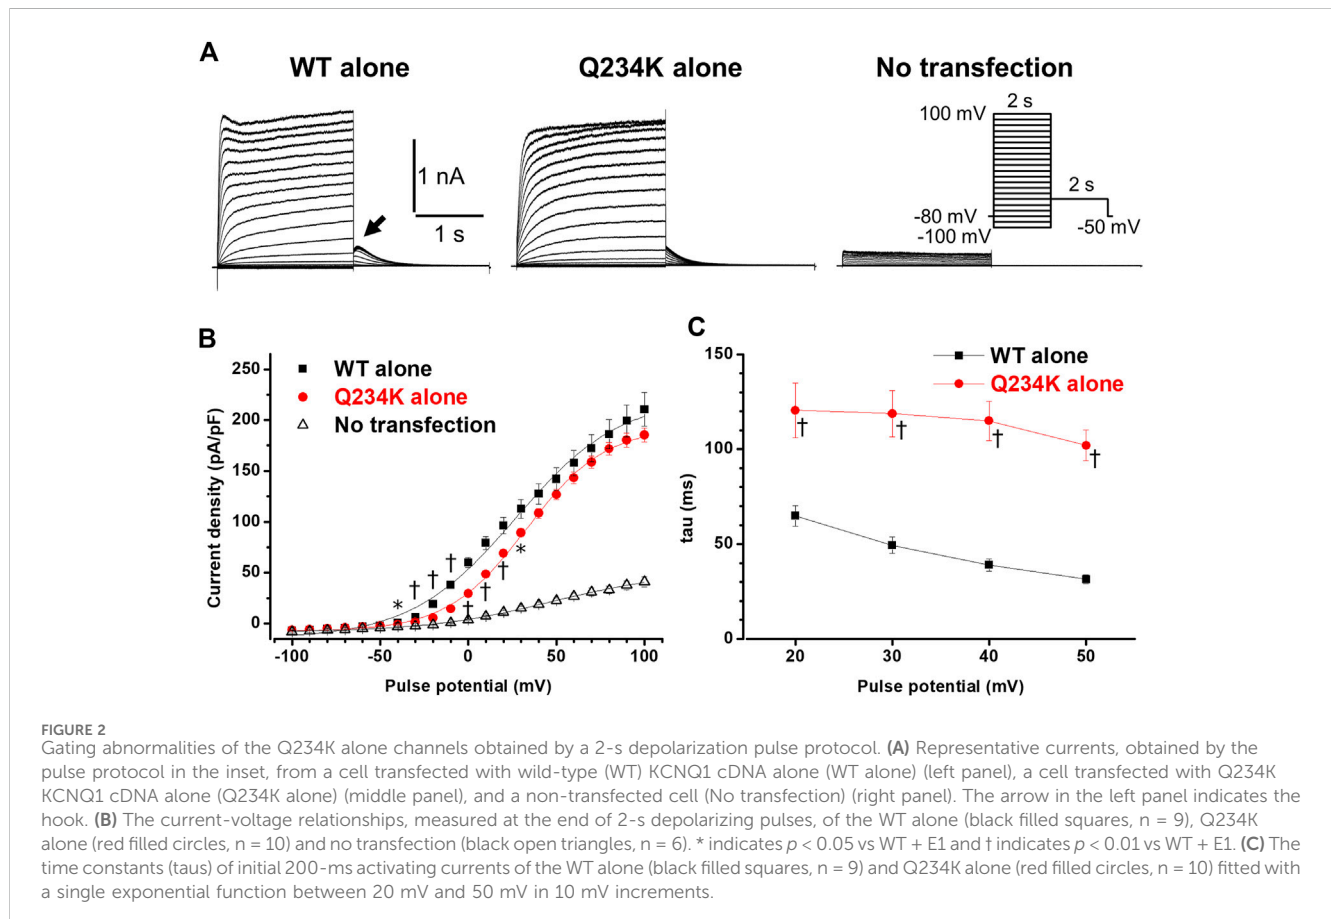 A
WT alone
Q234K alone
No transfection
1 nA
1 s
100 mV
2 s
2 s
-80 mV
-100 mV
-50 mV
B
WT alone
Q234K alone
No transfection
Current density (pA/pF)
250
200
150
100
50
0
* † † †
† † † *
-100
-50
0
50
100
Pulse potential (mV)
C
WT alone
Q234K alone
tau (ms)
150
100
50
0
† † † †
20
30
40
50
Pulse potential (mV)
FIGURE 2
Gating abnormalities of the Q234K alone channels obtained by a 2-s depolarization pulse protocol. (A) Representative currents, obtained by the
pulse protocol in the inset, from a cell transfected with wild-type (WT) KCNQ1 cDNA alone (WT alone) (left panel), a cell transfected with Q234K
KCNQ1 cDNA alone (Q234K alone) (middle panel), and a non-transfected cell (No transfection) (right panel). The arrow in the left panel indicates the
hook. (B) The current-voltage relationships, measured at the end of 2-s depolarizing pulses, of the WT alone (black filled squares, n = 9), Q234K
alone (red filled circles, n = 10) and no transfection (black open triangles, n = 6). * indicates p < 0.05 vs WT + E1 and † indicates p < 0.01 vs WT + E1. (C) The
time constants (taus) of initial 200-ms activating currents of the WT alone (black filled squares, n = 9) and Q234K alone (red filled circles, n = 10) fitted with
a single exponential function between 20 mV and 50 mV in 10 mV increments.